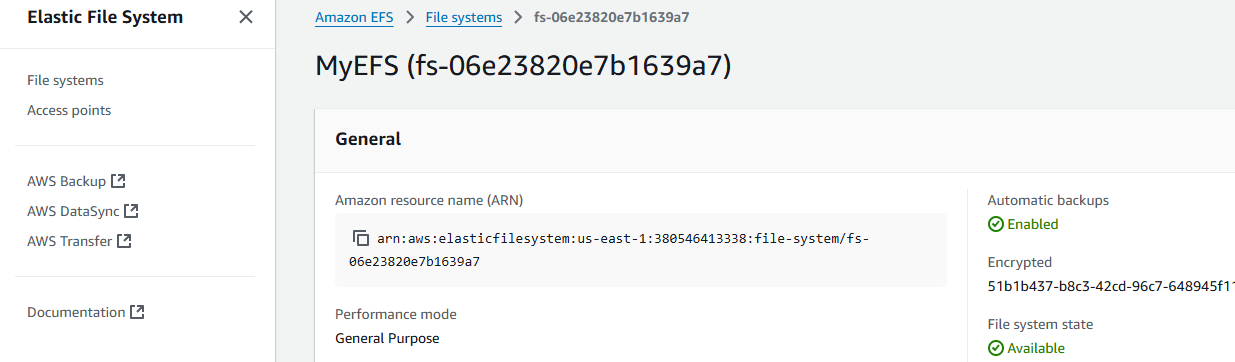 Elastic File System
File systems
Access points
AWS Backup
AWS DataSync
AWS Transfer
Documentation
Amazon EFS > File systems > fs-06e23820e7b1639a7
MyEFS (fs-06e23820e7b1639a7)
General
Amazon resource name (ARN)
arn:aws:elasticfilesystem:us-east-1:380546413338:file-system/fs-
06e23820e7b1639a7
Performance mode
General Purpose
Automatic backups
Enabled
Encrypted
51b1b437-b8c3-42cd-96c7-648945f11
File system state
Available